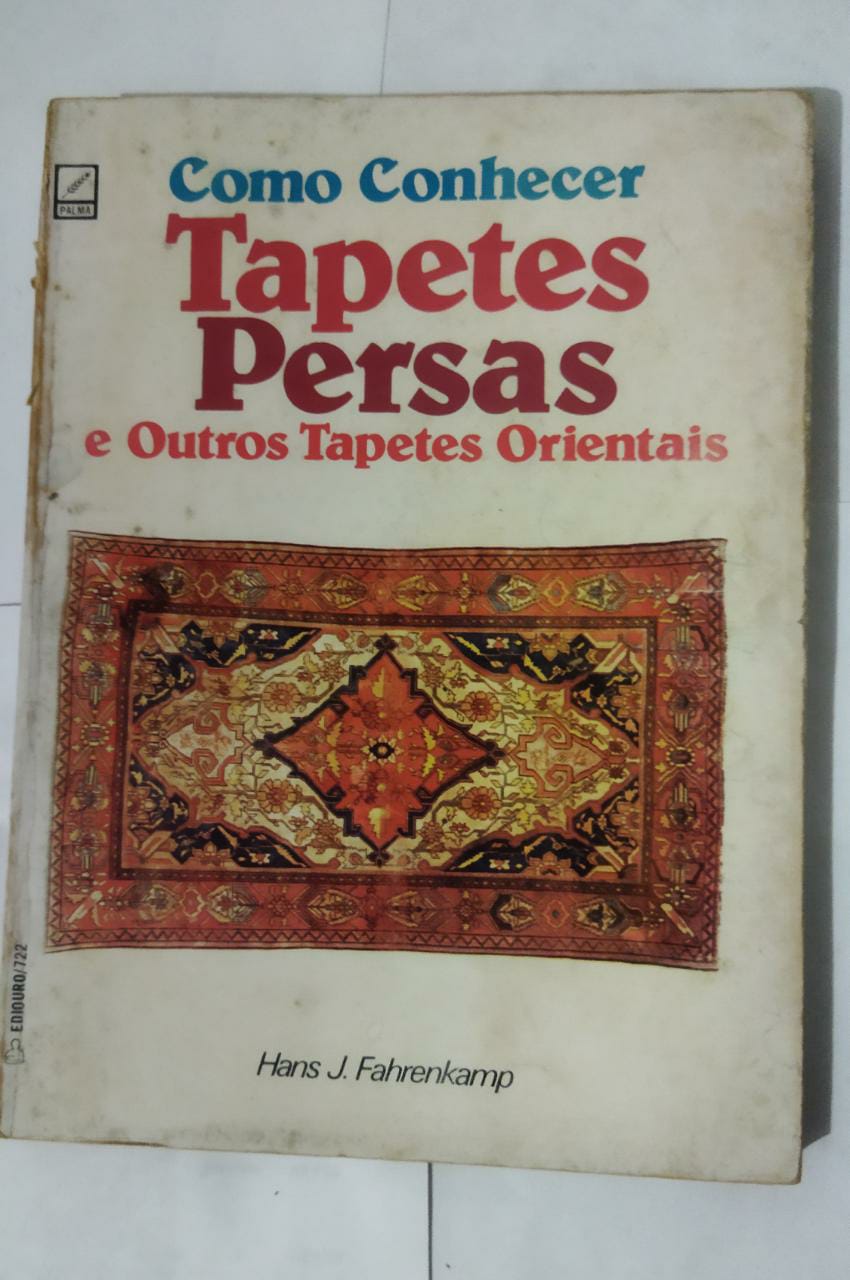 PALMA
Como Conhecer
Tapetes
Persas
e Outros Tapetes Orientais
EDIOURO/722
Hans J. Fahrenkamp